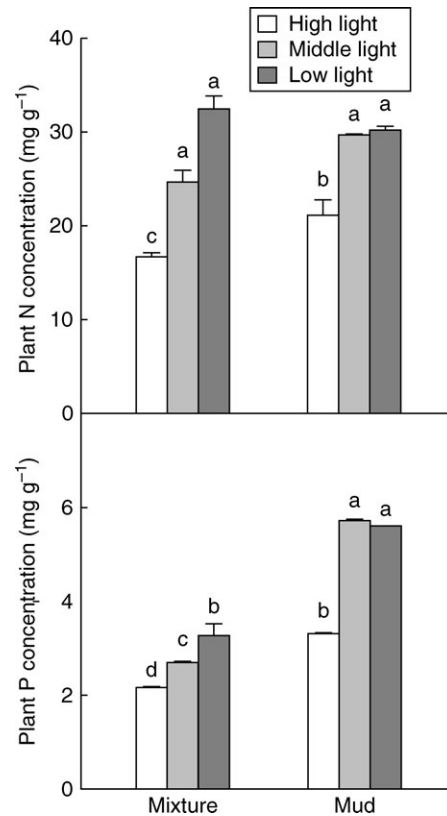 High light
Middle light
Low light
Plant N concentration (mg g⁻¹)
40
30
20
10
0
c
a
a
b
a
a
Plant P concentration (mg g⁻¹)
6
4
2
0
d
c
b
b
a
a
Mixture
Mud